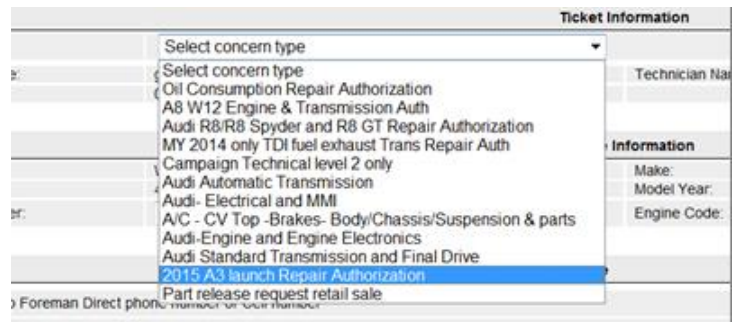 Ticket Information
Select concern type
Select concern type
Technician Na
Oil Consumption Repair Authorization
A8 W12 Engine & Transmission Auth
Audi R8/R8 Spyder and R8 GT Repair Authorization
MY 2014 only TDI fuel exhaust Trans Repair Auth
Information
Campaign Technical level 2 only
Make:
Audi Automatic Transmission
Model Year:
Audi- Electrical and MMI
A/C - CV Top -Brakes- Body/Chassis/Suspension & parts
Engine Code:
Audi-Engine and Engine Electronics
Audi Standard Transmission and Final Drive
2015 A3 launch Repair Authorization
Part release request retail sale
Foreman Direct phone number or Cell number